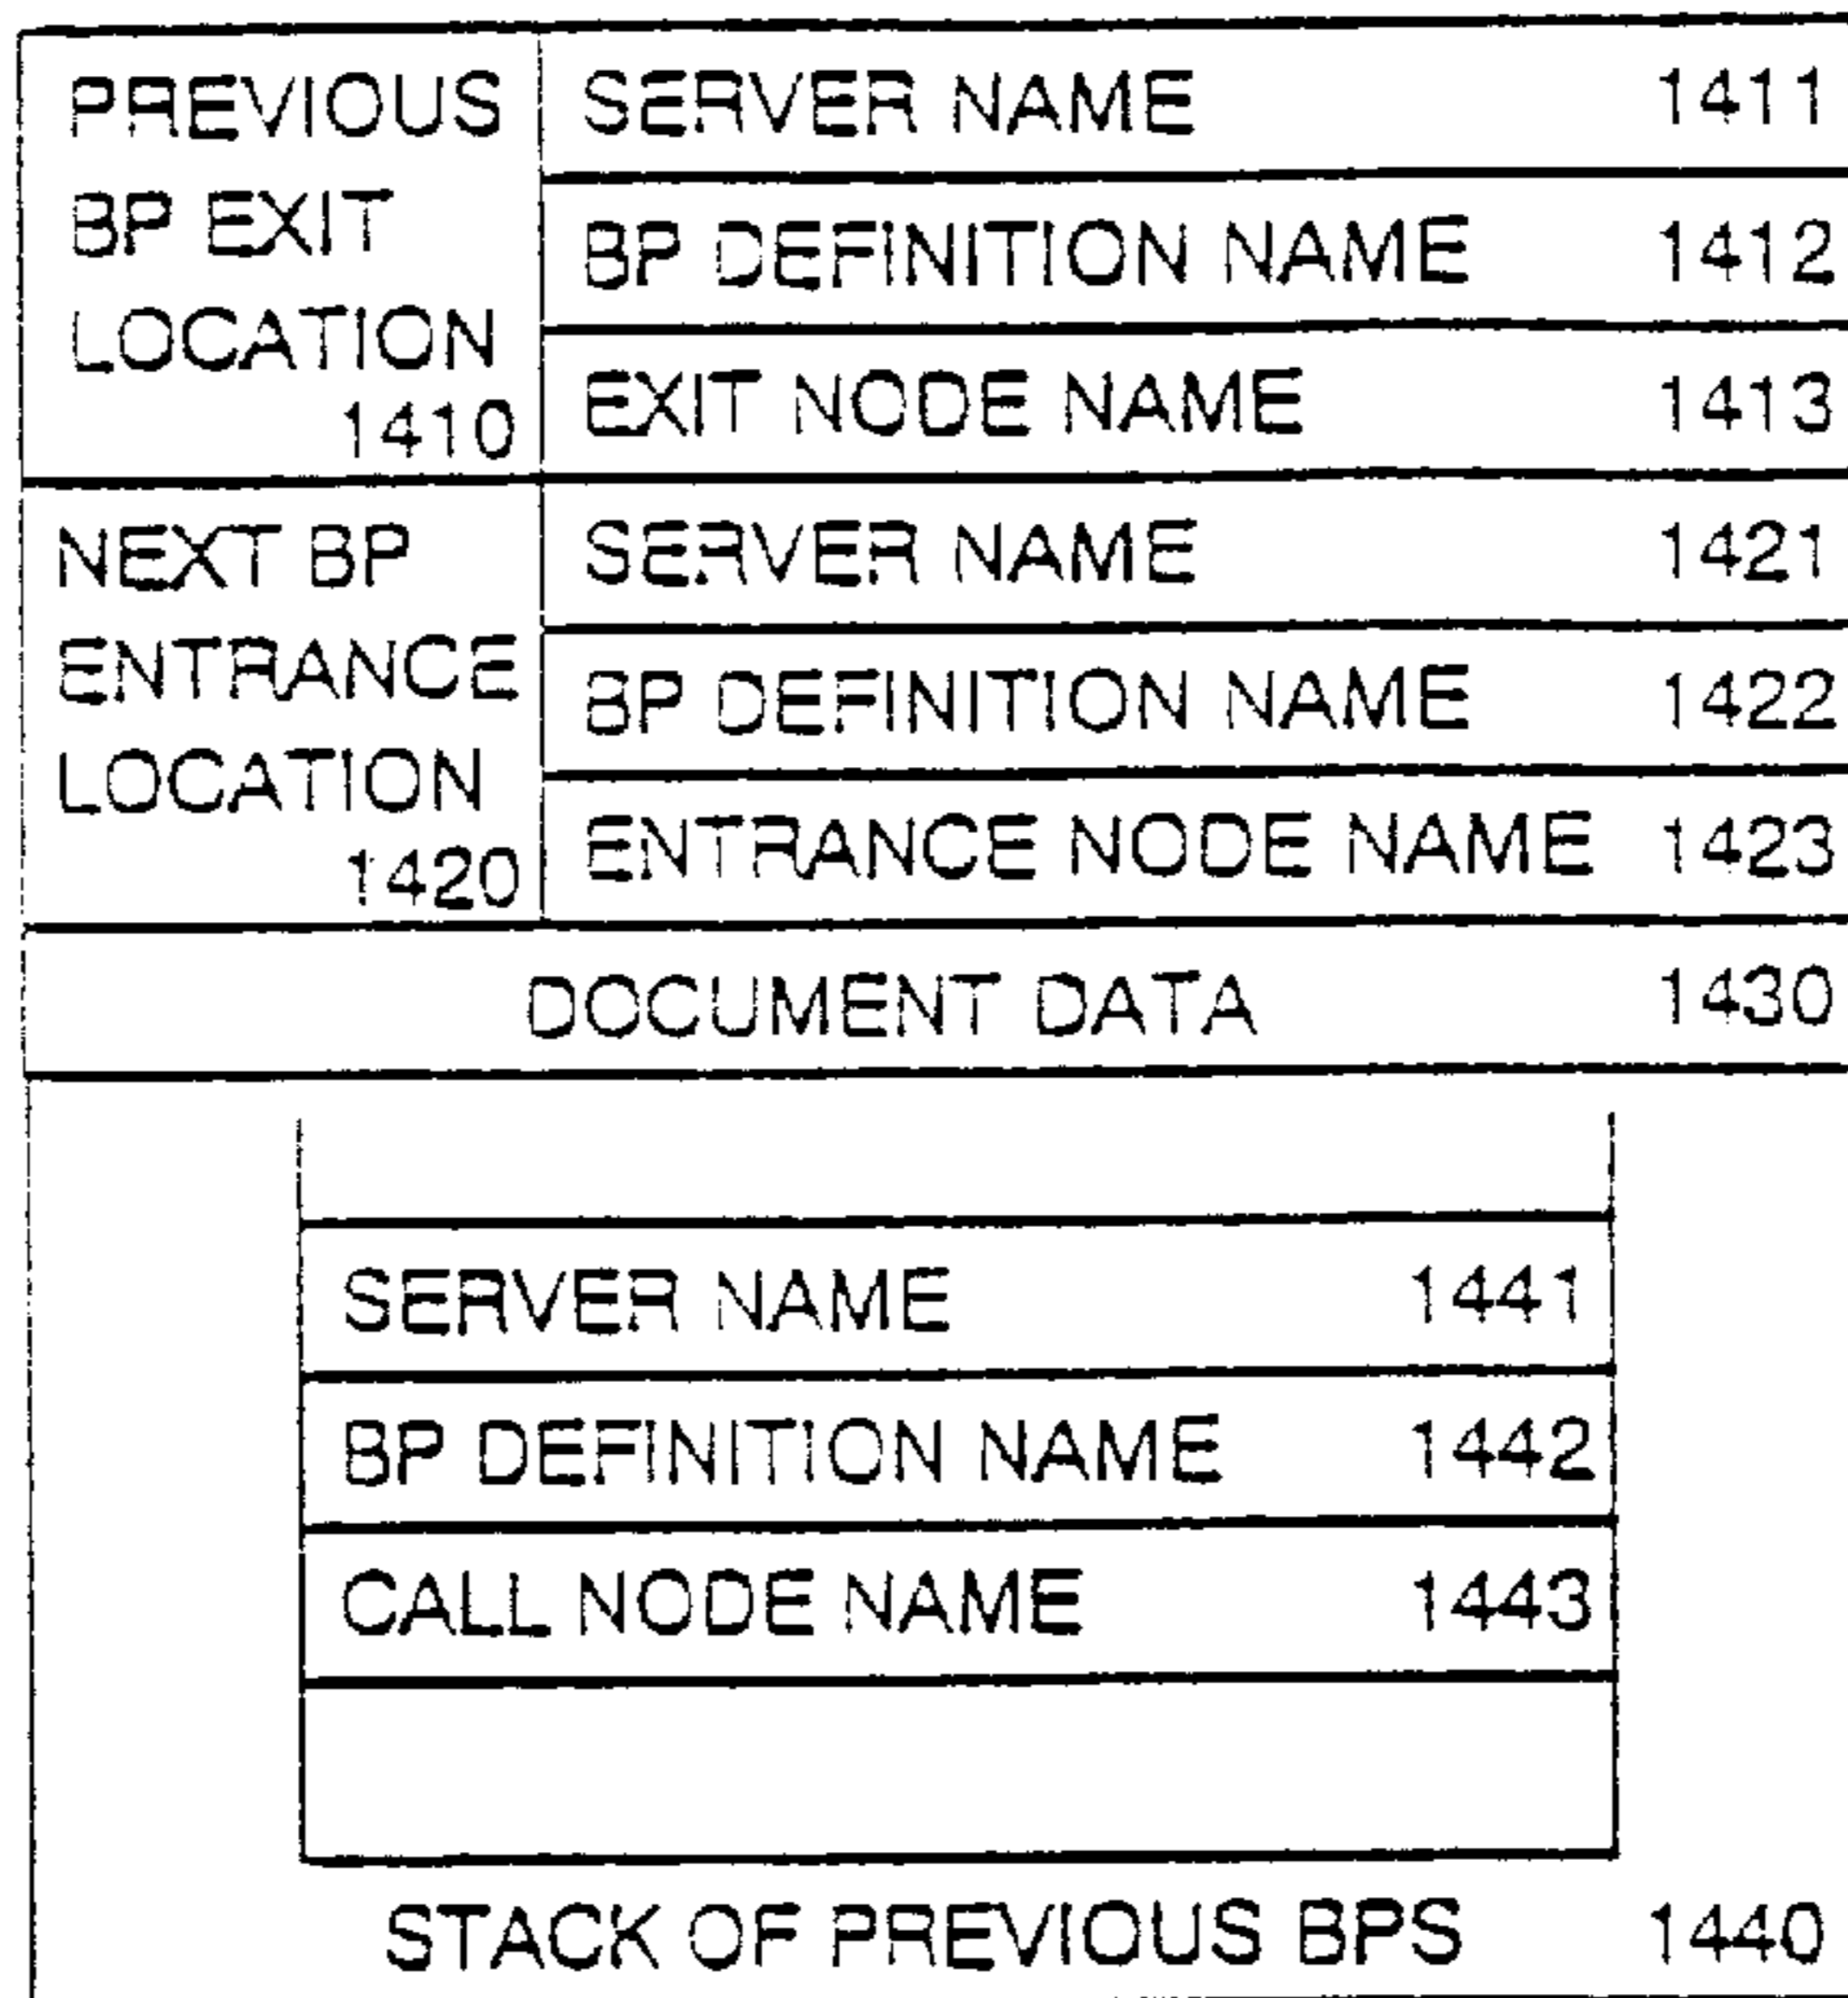 PREVIOUS
BP EXIT
LOCATION
1410
SERVER NAME 1411
BP DEFINITION NAME 1412
EXIT NODE NAME 1413
NEXT BP
ENTRANCE
LOCATION
1420
SERVER NAME 1421
BP DEFINITION NAME 1422
ENTRANCE NODE NAME 1423
DOCUMENT DATA 1430
SERVER NAME 1441
BP DEFINITION NAME 1442
CALL NODE NAME 1443
STACK OF PREVIOUS BPS 1440